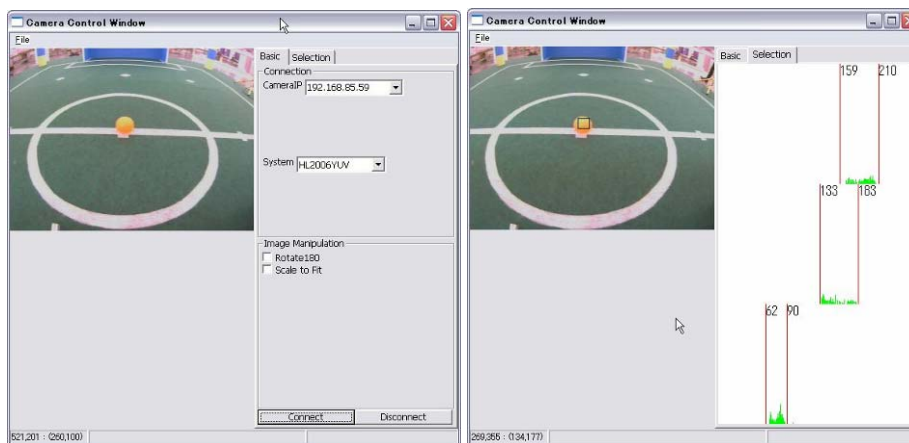 Camera Control Window
File
Basic
Selection
Connection
CameraIP 192.168.85.59
System HL2006YUV
Image Manipulation
Rotate180
Scale to Fit
Connect
Disconnect
521,201 : (260,100)
Camera Control Window
File
Basic
Selection
159 210
133 183
62 90
269,355 : (134,177)